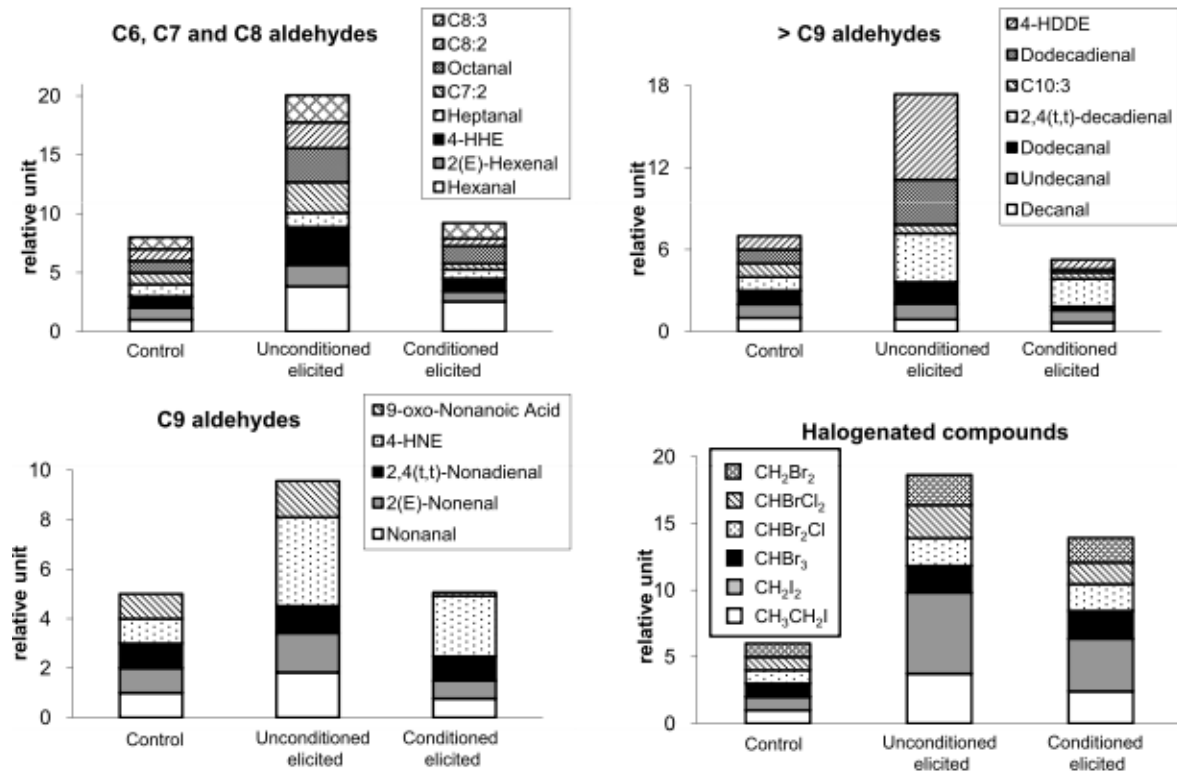 C6, C7 and C8 aldehydes
C8:3
C8:2
Octanal
C7:2
Heptanal
4-HHE
2(E)-Hexenal
Hexanal
relative unit
20
15
10
5
0
Control
Unconditioned
elicited
Conditioned
elicited
> C9 aldehydes
4-HDDE
Dodecadienal
C10:3
2,4(t,t)-decadienal
Dodecanal
Undecanal
Decanal
relative unit
18
12
6
0
Control
Unconditioned
elicited
Conditioned
elicited
C9 aldehydes
9-oxo-Nonanoic Acid
4-HNE
2,4(t,t)-Nonadienal
2(E)-Nonenal
Nonanal
relative unit
10
8
6
4
2
0
Control
Unconditioned
elicited
Conditioned
elicited
Halogenated compounds
CH₂Br₂
CHBrCl₂
CHBr₂Cl
CHBr₃
CH₂I₂
CH₃CH₂I
relative unit
20
15
10
5
0
Control
Unconditioned
elicited
Conditioned
elicited